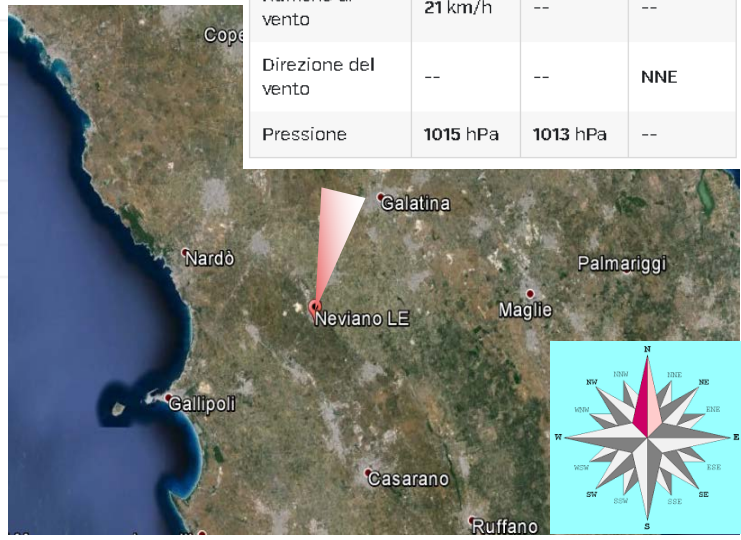 vento
21 km/h
--
--
Direzione del
vento
--
--
NNE
Pressione
1015 hPa
1013 hPa
--
Galatina
Nardò
Palmariggi
Neviano LE
Maglie
Gallipoli
Casarano
Ruffano
N
NNW
NNE
NW
NE
WNW
ENE
W
E
WSW
ESE
SW
SE
SSW
SSE
S